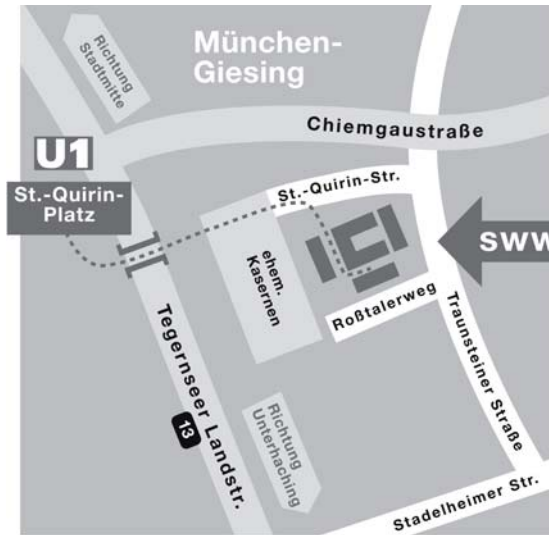 Richtung
Stadtmitte
München-
Giesing
Chiemgaustraße
U1
St.-Quirin-
Platz
St.-Quirin-Str.
SWW
ehem.
Kasernen
Roßtalerweg
Tegernseer Landstr.
13
Traunsteiner Straße
Richtung
Unterhaching
Stadelheimer Str.